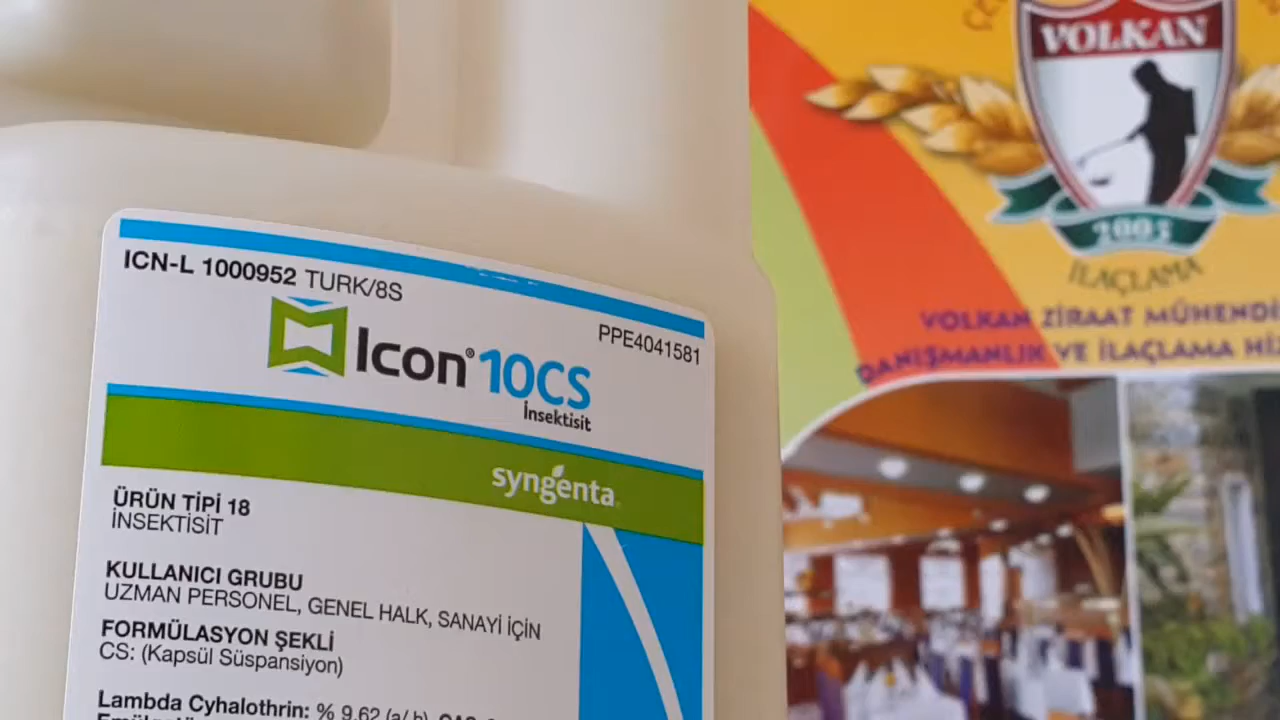 ICN-L 1000952 TURK/8S
PPE4041581
Icon® 10CS
İnsektisit
syngenta
ÜRÜN TİPİ 18
İNSEKTİSİT
KULLANICI GRUBU
UZMAN PERSONEL, GENEL HALK, SANAYİ İÇİN
FORMÜLASYON ŞEKLİ
CS: (Kapsül Süspansiyon)
Lambda Cyhalothrin: % 9.62 (a/h)
VOLKAN
2003
İLAÇLAMA
VOLKAN ZİRAAT MÜHENDİ
DANIŞMANLIK VE İLAÇLAMA Hİ